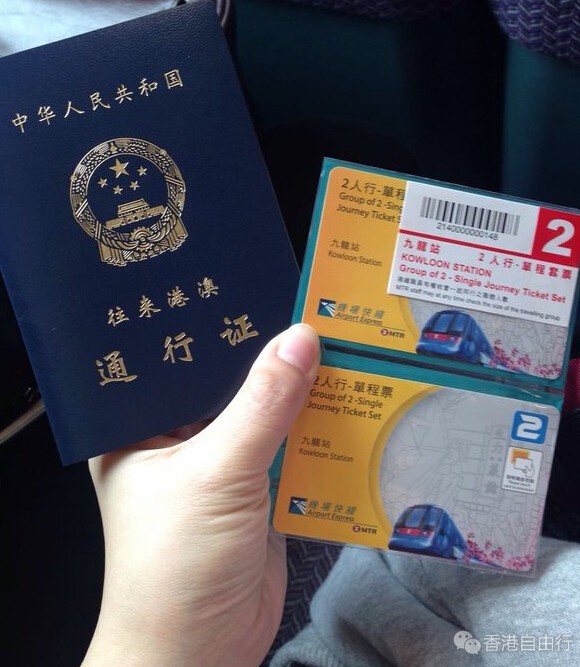 中华人民共和国
往来港澳
通行证
2人行-單程
Group of 2 -Sing
Journey Ticket S
九龍站
Kowloon Station
機場快綫
Airport Express
MTR
2140000000148
2
九龍站 2 人行 - 單程套票
KOWLOON STATION
Group of 2 - Single Journey Ticket Set
MTR staff may at any time check the size of the travelling group
2人行-單程票
Group of 2 -Single
Journey Ticket Set
九龍站
Kowloon Station
機場快綫
Airport Express
MTR
2
香港自由行